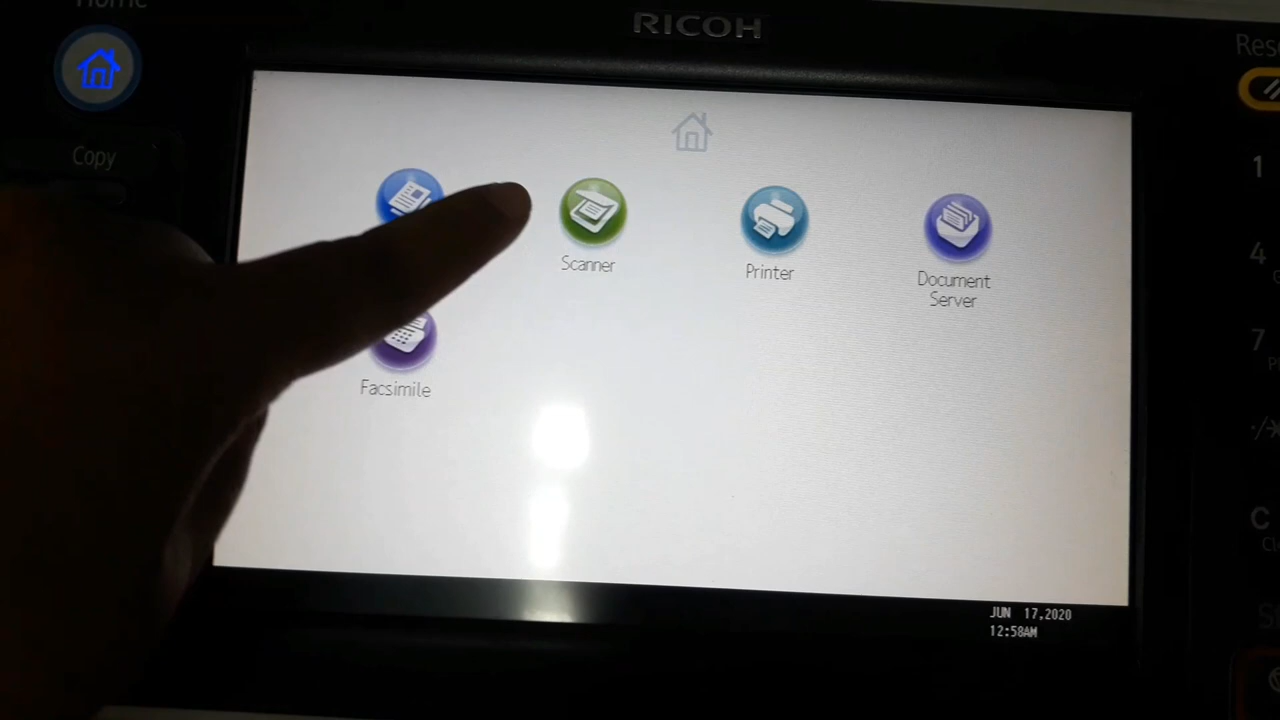 Home
RICOH
Copy
Scanner
Printer
Document
Server
Facsimile
JUN 17,2020
12:58AM
1
4
7
C